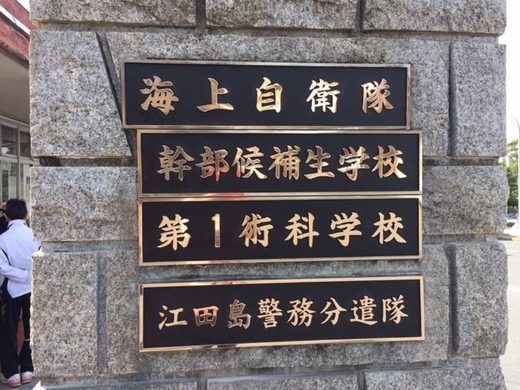 海上自衛隊
幹部候補生学校
第1術科学校
江田島警務分遣隊